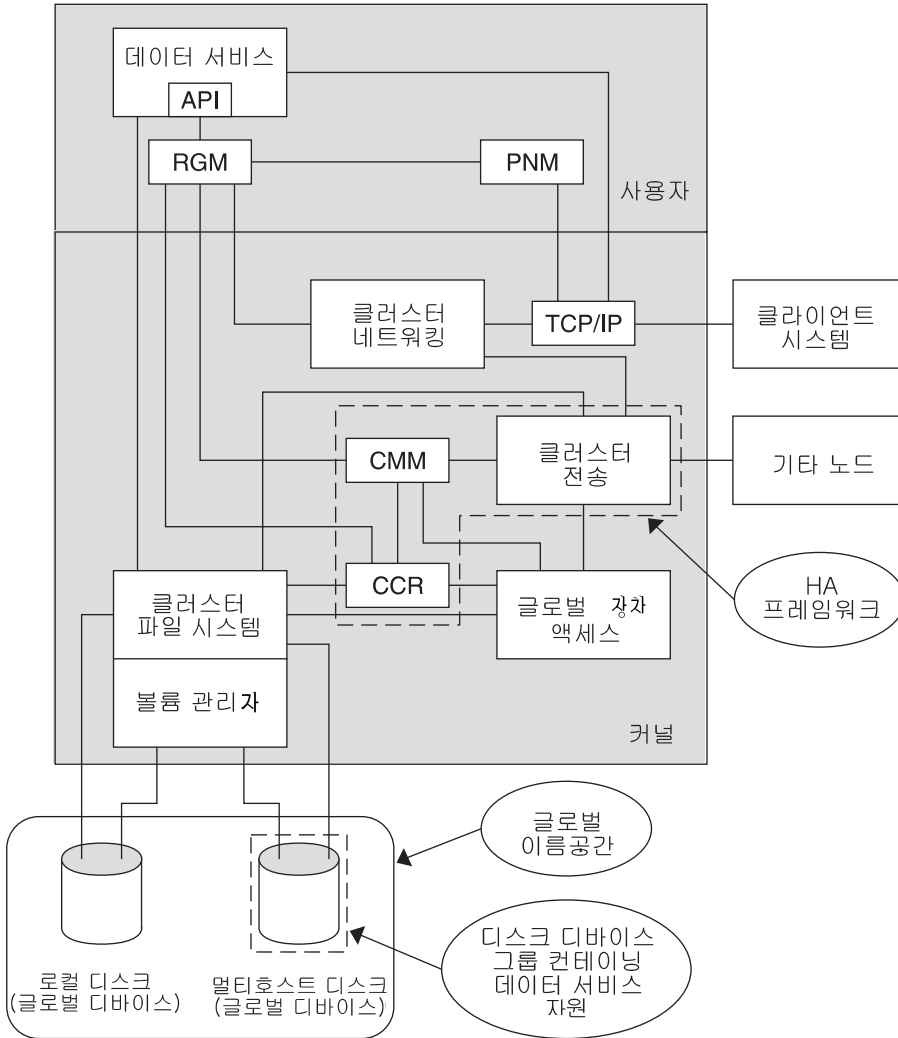 데이터 서비스
API
RGM
PNM
사용자
클러스터
네트워킹
TCP/IP
클라이언트
시스템
CMM
클러스터
전송
기타 노드
CCR
클러스터
파일 시스템
글로벌 장차
액세스
HA
프레임워크
볼륨 관리자
커널
글로벌
이름공간
로컬 디스크
(글로벌 디바이스)
멀티호스트 디스크
(글로벌 디바이스)
디스크 디바이스
그룹 컨테이닝
데이터 서비스
자원